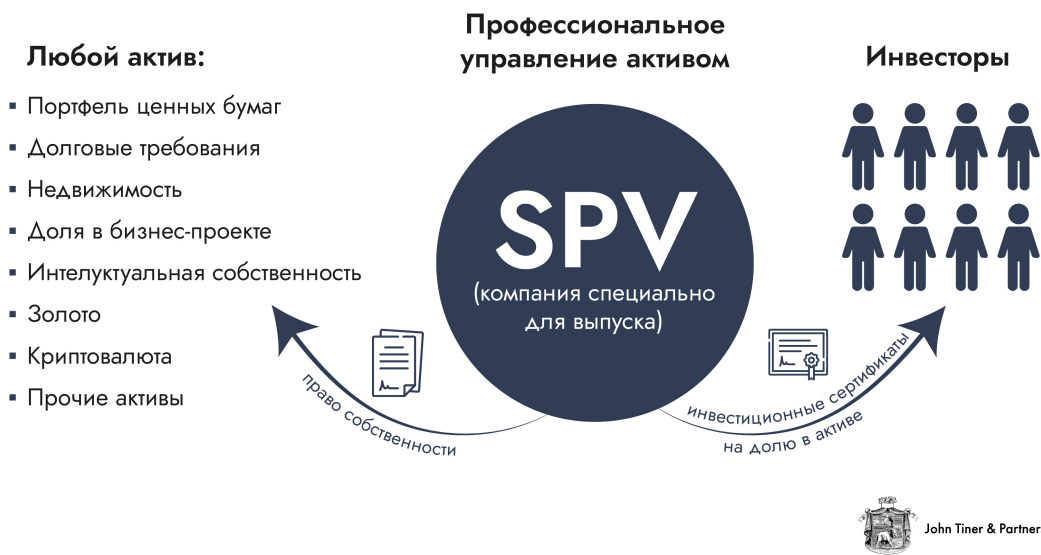 Любой актив:
Портфель ценных бумаг
Долговые требования
Недвижимость
Доля в бизнес-проекте
Интелуктуальная собственность
Золото
Криптовалюта
Прочие активы
право собственности
Профессиональное
управление активом
SPV
(компания специально
для выпуска)
Инвесторы
инвестиционные сертификаты
на долю в активе
John Tiner & Partner